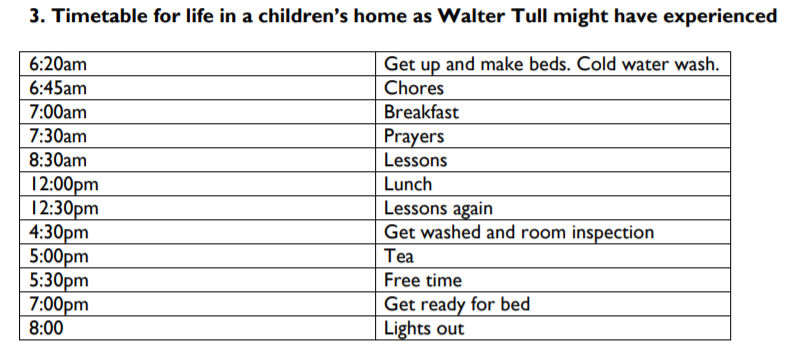 3. Timetable for life in a children’s home as Walter Tull might have experienced
6:20am Get up and make beds. Cold water wash.
6:45am Chores
7:00am Breakfast
7:30am Prayers
8:30am Lessons
12:00pm Lunch
12:30pm Lessons again
4:30pm Get washed and room inspection
5:00pm Tea
5:30pm Free time
7:00pm Get ready for bed
8:00 Lights out